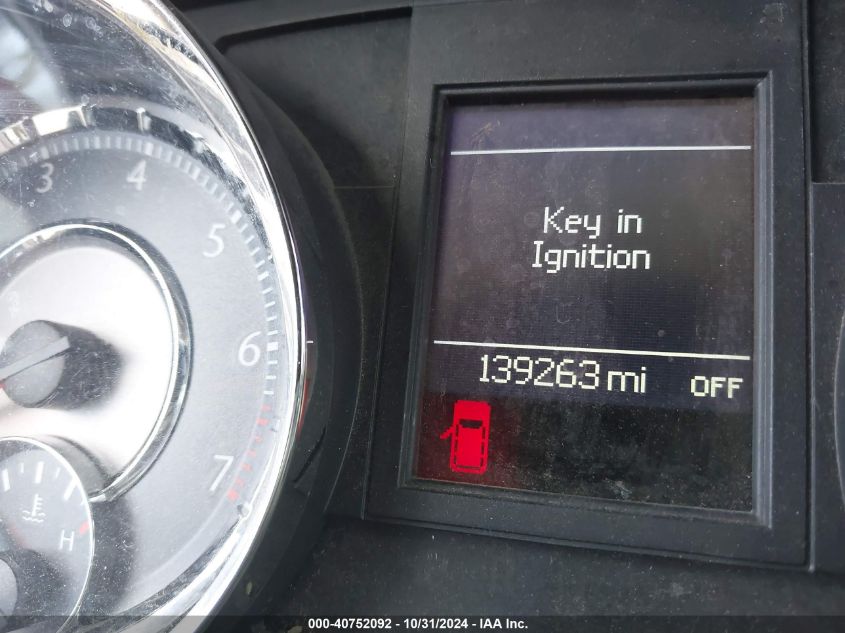 3
4
5
6
7
H
Key in
Ignition
139263 mi OFF
000-40752092 - 10/31/2024 - IAA Inc.